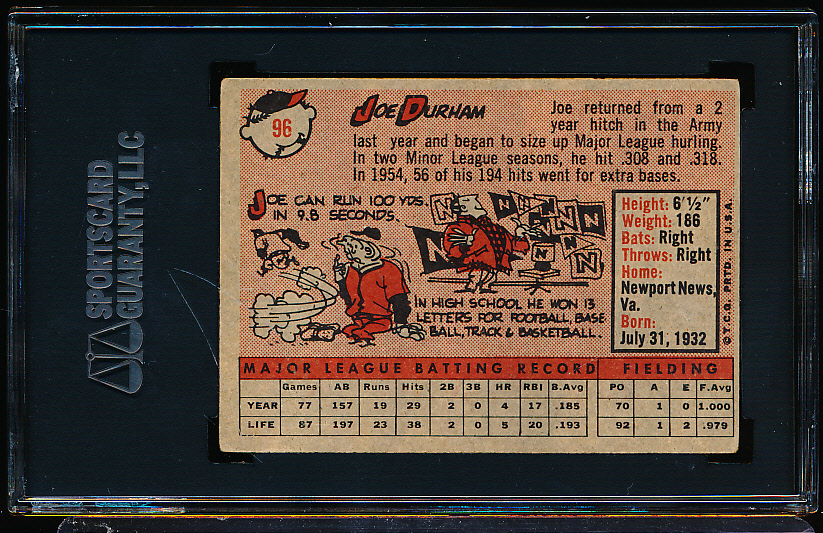 SPORTSCARD
GUARANTY, LLC
96
JOE DURHAM
Joe returned from a 2
year hitch in the Army
last year and began to size up Major League hurling.
In two Minor League seasons, he hit .308 and .318.
In 1954, 56 of his 194 hits went for extra bases.
JOE CAN RUN 100 YDS.
IN 9.8 SECONDS.
N N N N N N
N
IN HIGH SCHOOL HE WON 13
LETTERS FOR FOOTBALL, BASE
BALL, TRACK & BASKETBALL.
Height: 6'½"
Weight: 186
Bats: Right
Throws: Right
Home:
Newport News,
Va.
Born:
July 31, 1932
© T.C.G. PRTD. IN U.S.A.
MAJOR LEAGUE BATTING RECORD FIELDING
Games AB Runs Hits 2B 3B HR RBI B.Avg PO A E F.Avg
YEAR 77 157 19 29 2 0 4 17 .185 70 1 0 1.000
LIFE 87 197 23 38 2 0 5 20 .193 92 1 2 .979